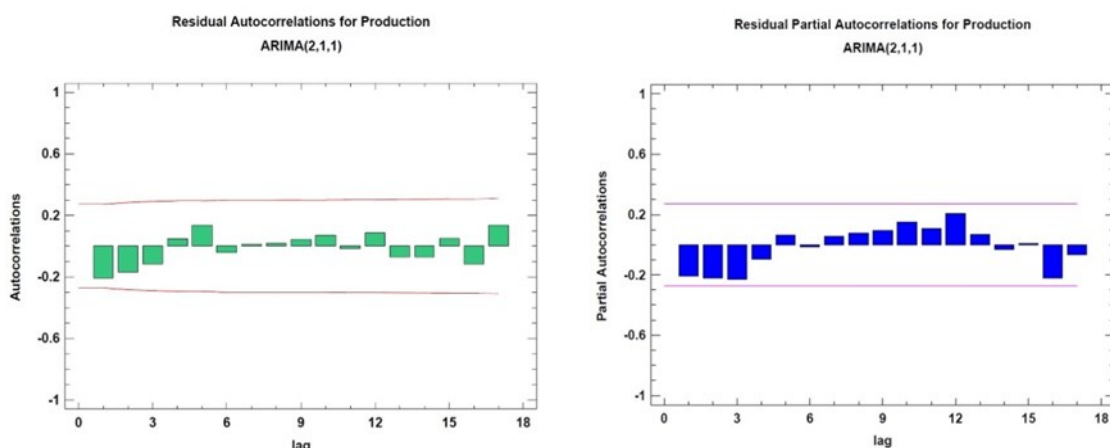 Residual Autocorrelations for Production
ARIMA(2,1,1)
Autocorrelations
1
0.6
0.2
-0.2
-0.6
-1
0 3 6 9 12 15 18
lag
Residual Partial Autocorrelations for Production
ARIMA(2,1,1)
Partial Autocorrelations
1
0.6
0.2
-0.2
-0.6
-1
0 3 6 9 12 15 18
lag